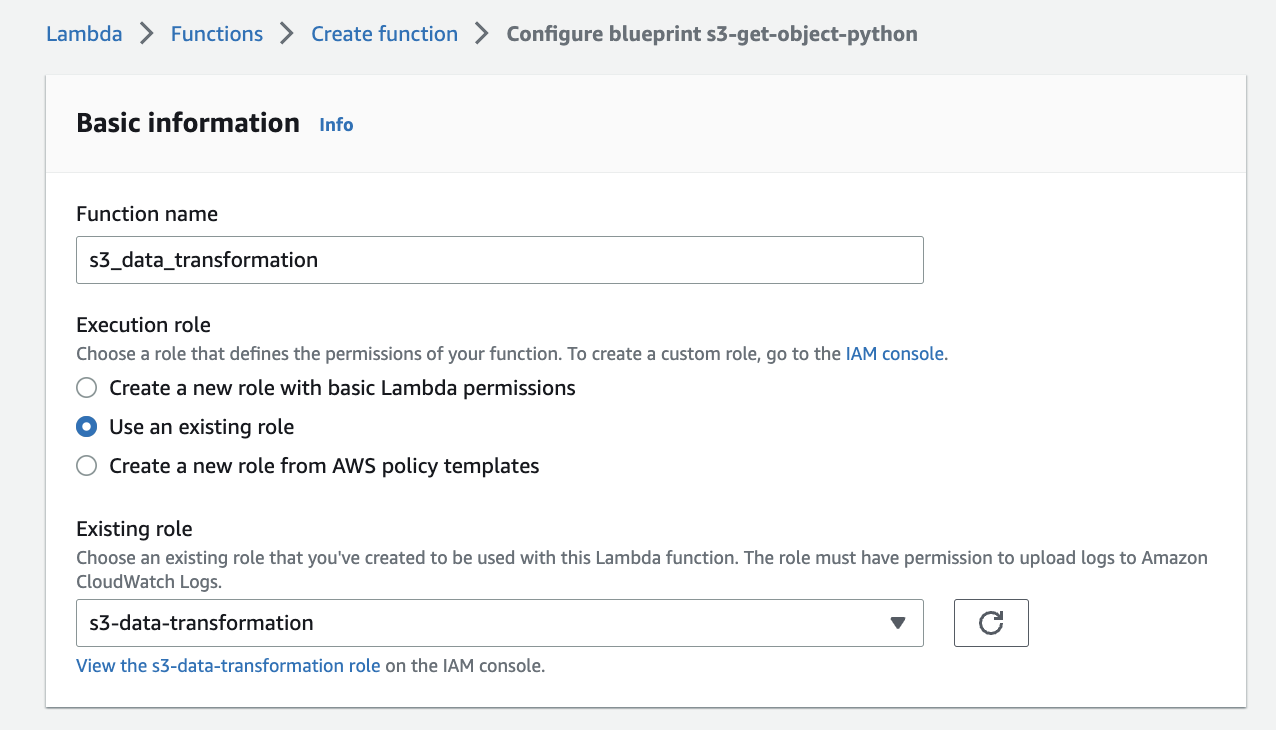 Lambda > Functions > Create function > Configure blueprint s3-get-object-python
Basic information Info
Function name
s3_data_transformation
Execution role
Choose a role that defines the permissions of your function. To create a custom role, go to the IAM console.
Create a new role with basic Lambda permissions
Use an existing role
Create a new role from AWS policy templates
Existing role
Choose an existing role that you've created to be used with this Lambda function. The role must have permission to upload logs to Amazon
CloudWatch Logs.
s3-data-transformation
View the s3-data-transformation role on the IAM console.